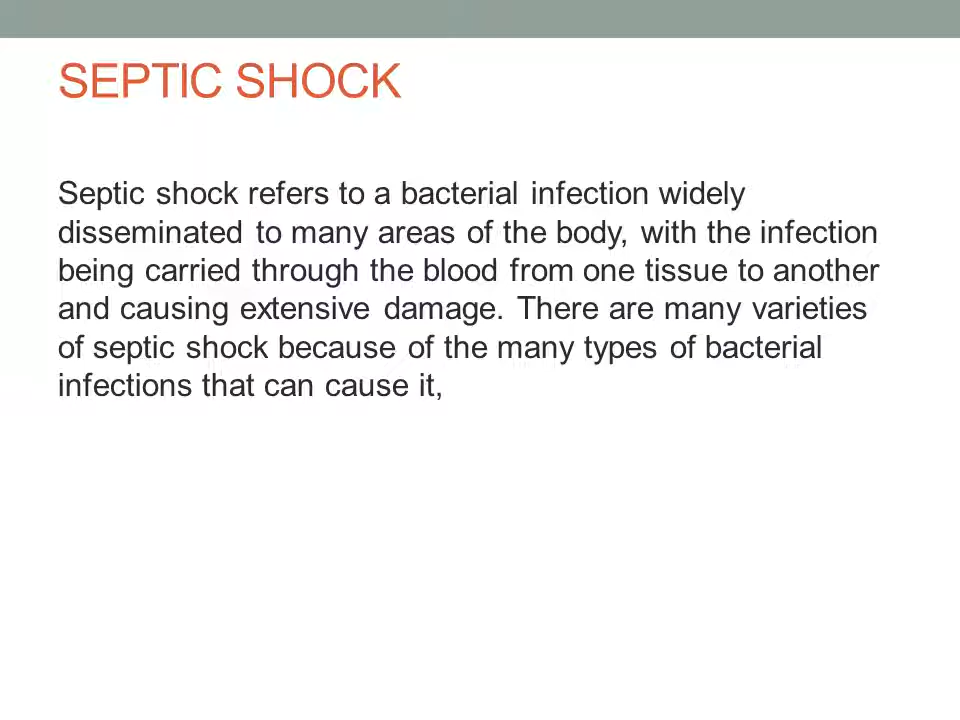 SEPTIC SHOCK
Septic shock refers to a bacterial infection widely
disseminated to many areas of the body, with the infection
being carried through the blood from one tissue to another
and causing extensive damage. There are many varieties
of septic shock because of the many types of bacterial
infections that can cause it,